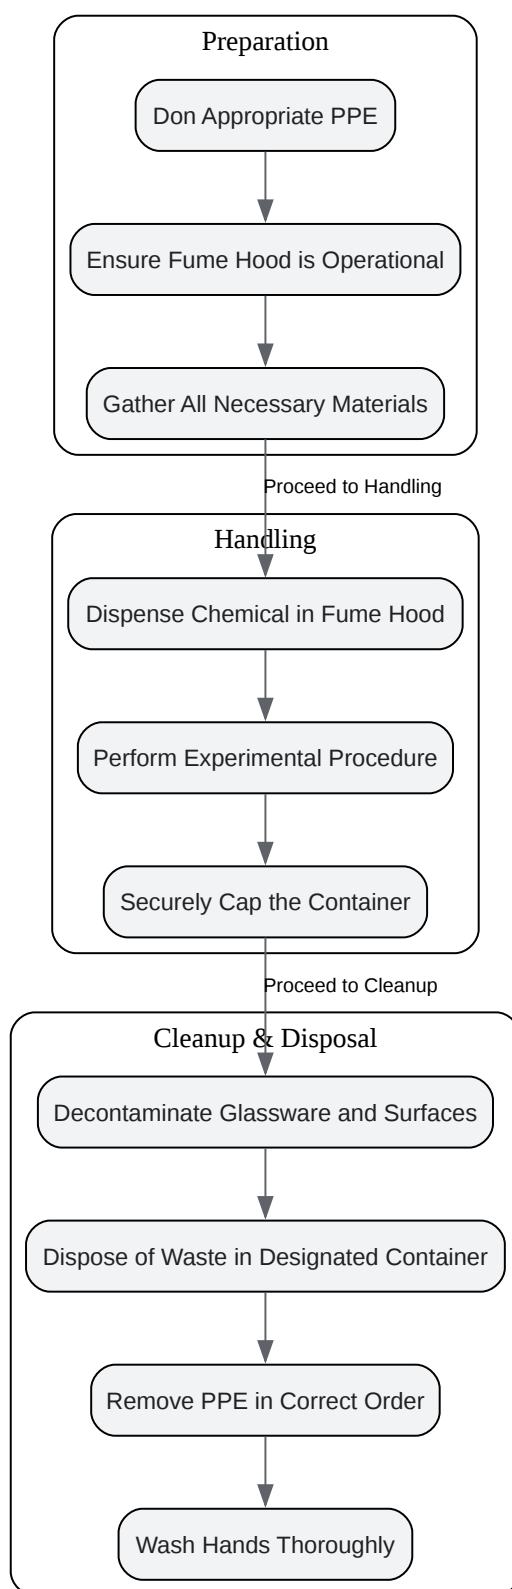 Preparation
Don Appropriate PPE
Ensure Fume Hood is Operational
Gather All Necessary Materials
Proceed to Handling
Handling
Dispense Chemical in Fume Hood
Perform Experimental Procedure
Securely Cap the Container
Proceed to Cleanup
Cleanup & Disposal
Decontaminate Glassware and Surfaces
Dispose of Waste in Designated Container
Remove PPE in Correct Order
Wash Hands Thoroughly